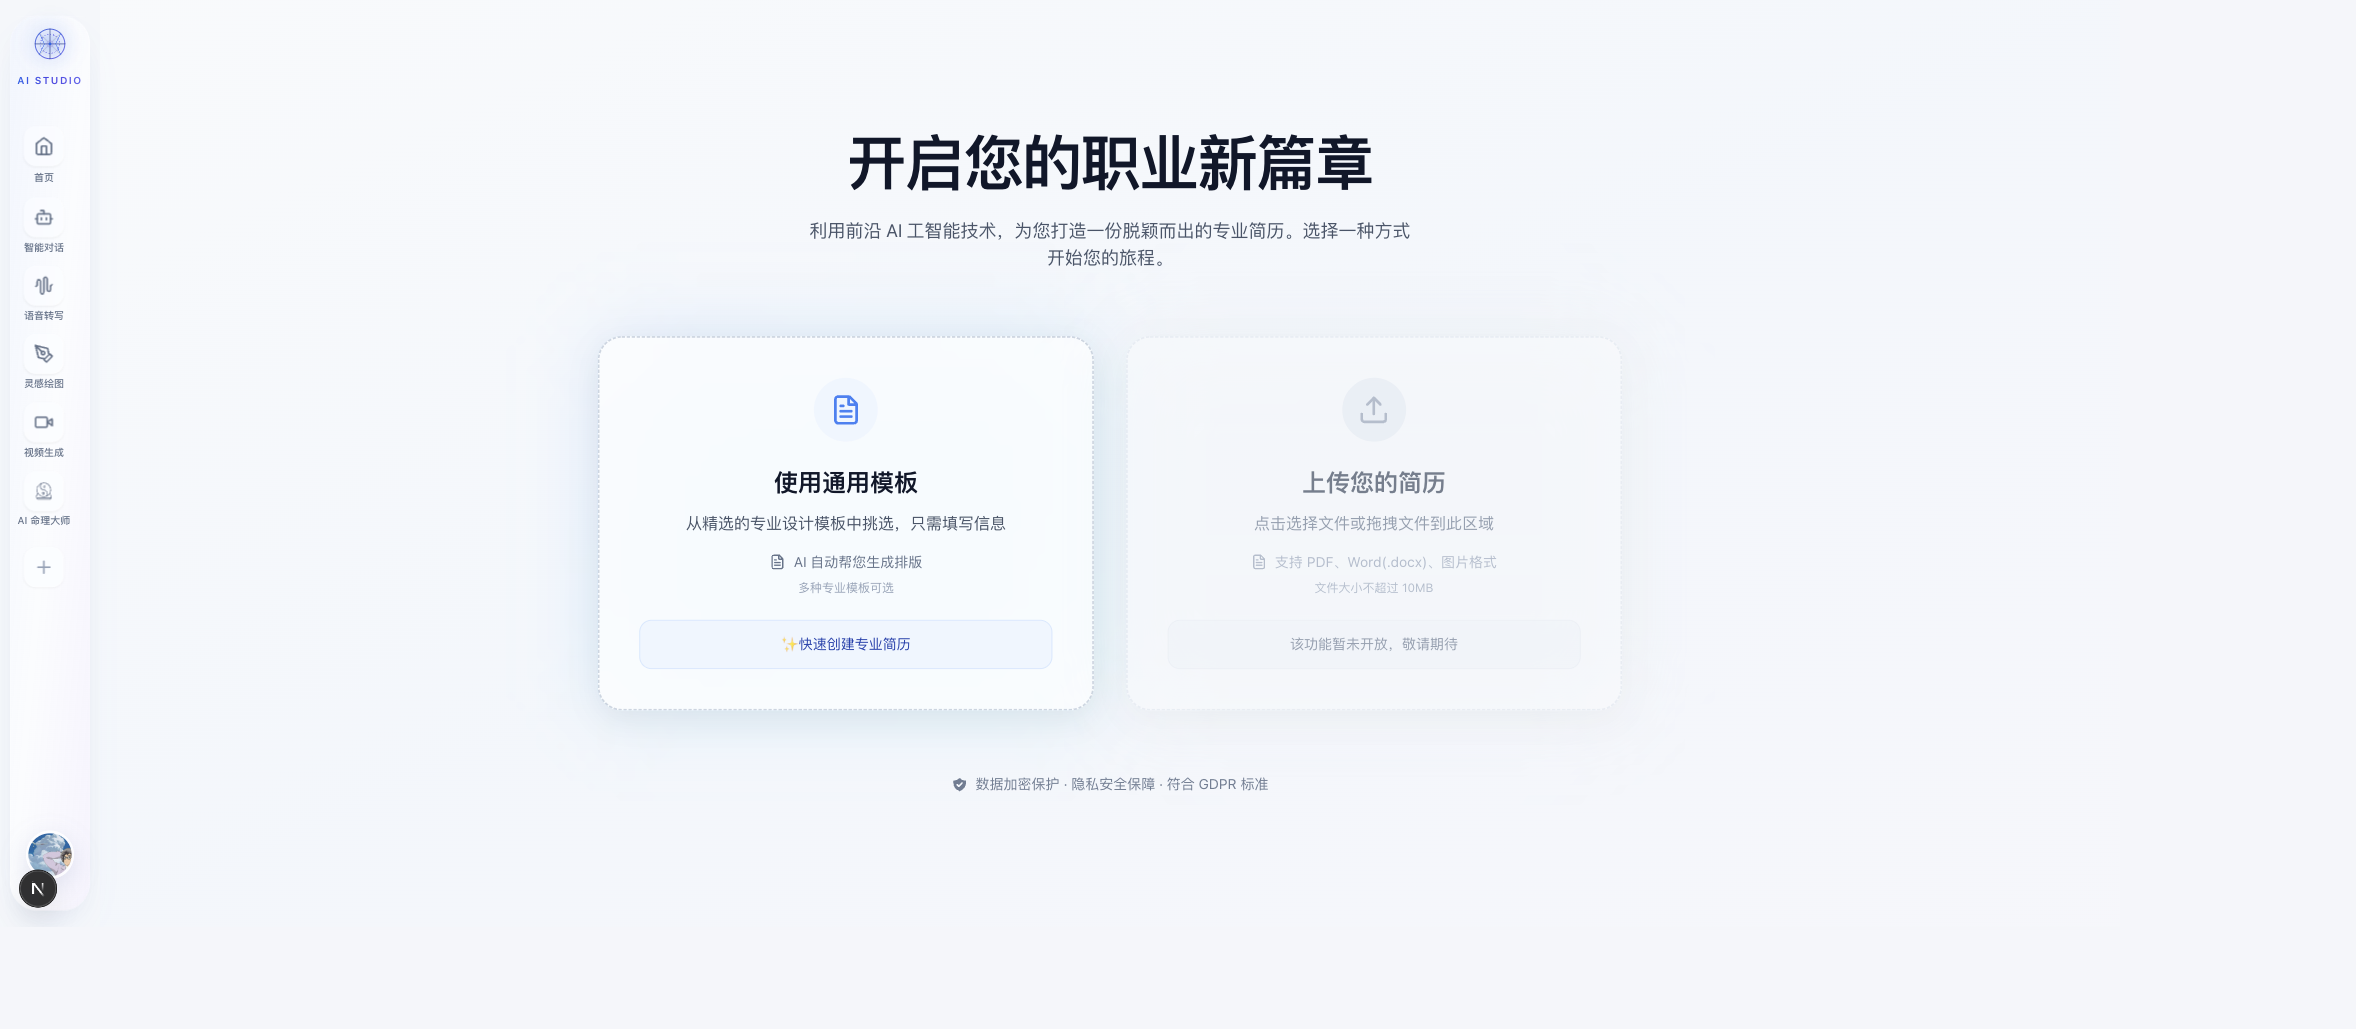 AI STUDIO
首页
智能对话
语音转写
灵感绘图
视频生成
AI 命理大师
开启您的职业新篇章
利用前沿 AI 工智能技术，为您打造一份脱颖而出的专业简历。选择一种方式
开始您的旅程。
使用通用模板
从精选的专业设计模板中挑选，只需填写信息
AI 自动帮您生成排版
多种专业模板可选
✨快速创建专业简历
上传您的简历
点击选择文件或拖拽文件到此区域
支持 PDF、Word(.docx)、图片格式
文件大小不超过 10MB
该功能暂未开放，敬请期待
数据加密保护 · 隐私安全保障 · 符合 GDPR 标准
N